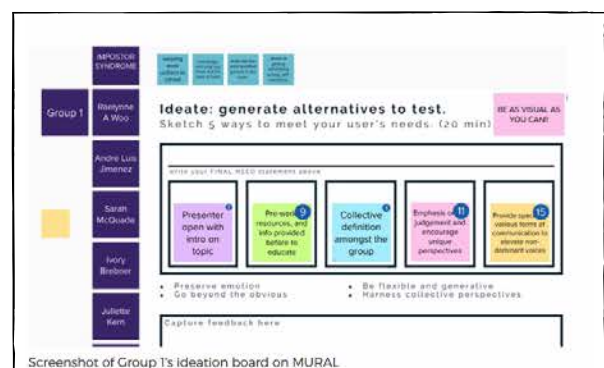 IMPOSTOR
SYNDROME
Group 1
Raelynne
A Woo
Andre Luis
Jimenez
Sarah
McQuade
Ivory
Juliette
Kern
Ideate: generate alternatives to test.
Sketch 5 ways to meet your user's needs. (20 min)
BE AS VISUAL AS
YOU CAN!
write your FINAL NEED statement above
Presenter
open with
intro on
topic
9
resources, and
info provided
before to
educate
Collective
definition
amongst the
group
11
Emphasis
judgement and
encourage
unique
perspectives
15
Provide
various forms of
communication to
elevate non-
dominant voices
• Preserve emotion
• Go beyond the obvious
• Be flexible and generative
• Harness collective perspectives
Capture feedback here
Screenshot of Group 1's ideation board on MURAL